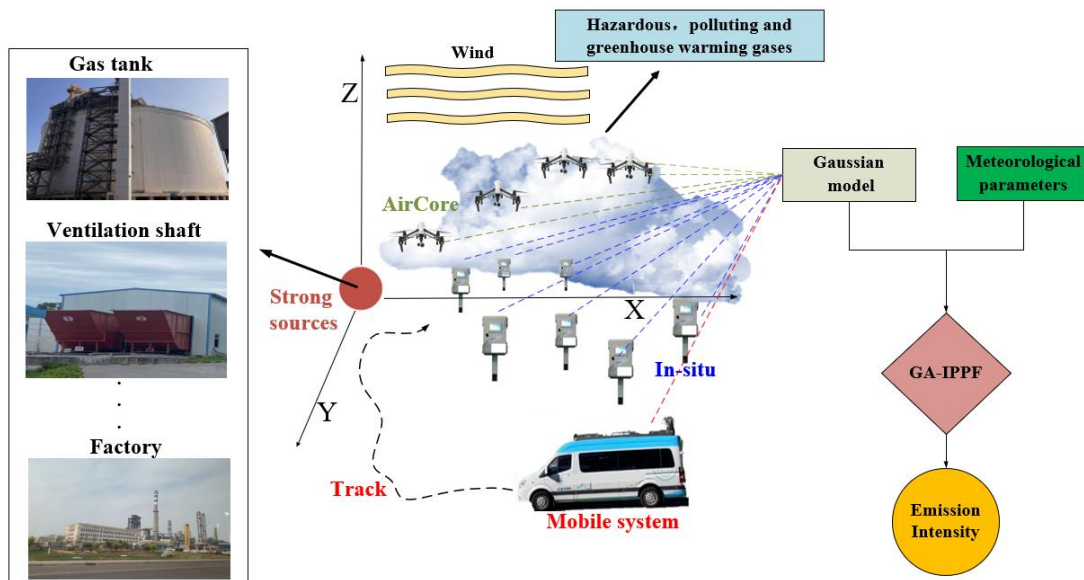 Gas tank
Ventilation shaft
Factory
Hazardous, polluting and
greenhouse warming gases
Wind
Z
AirCore
Strong
sources
X
Y
In-situ
Track
Mobile system
Gaussian
model
Meteorological
parameters
GA-IPPF
Emission
Intensity